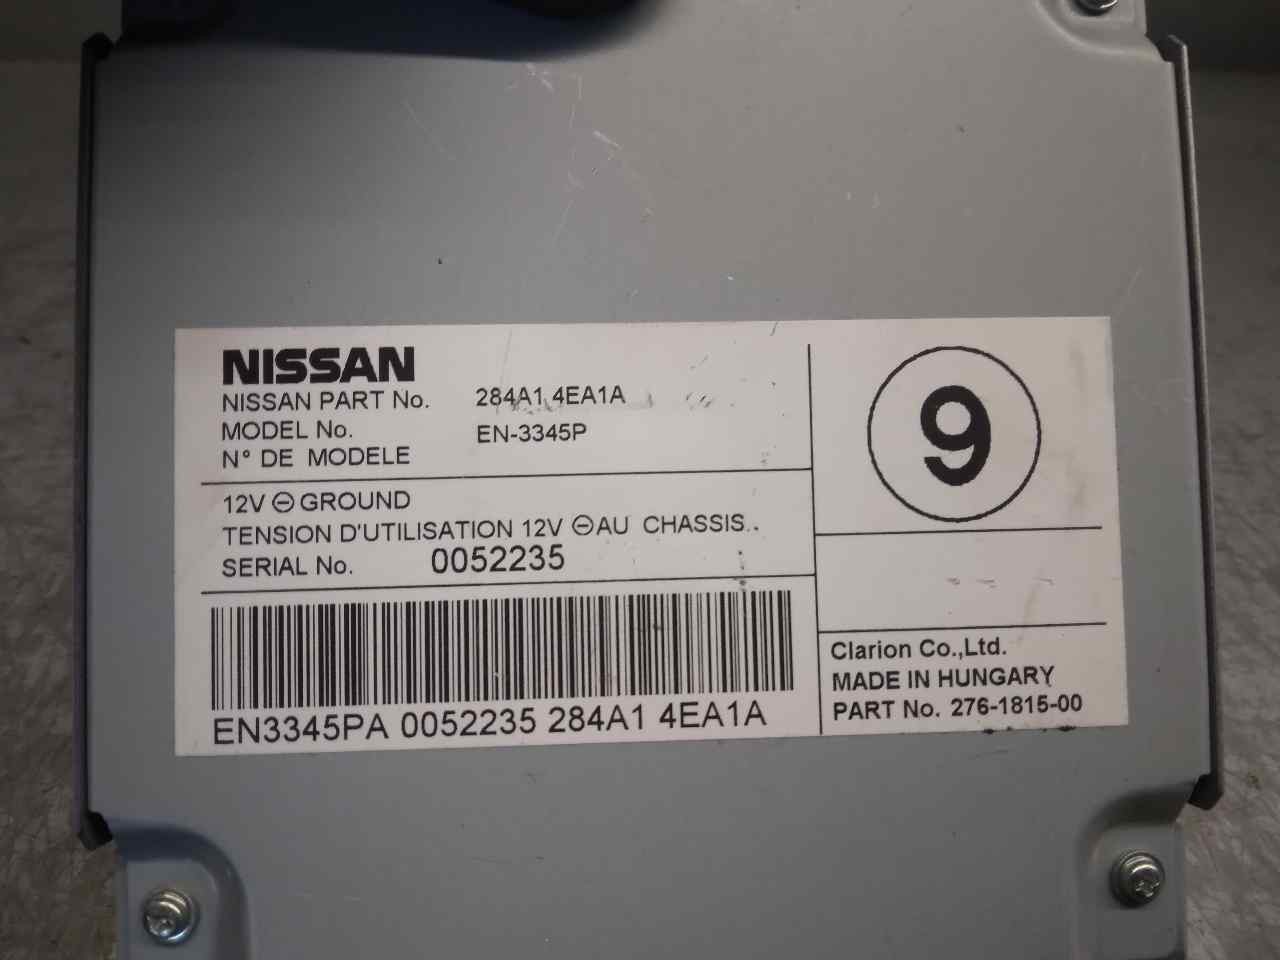 NISSAN
NISSAN PART No. 284A1 4EA1A
MODEL No. EN-3345P
N° DE MODELE
12V ⊖ GROUND
TENSION D'UTILISATION 12V ⊖ AU CHASSIS.
SERIAL No. 0052235
EN3345PA 0052235 284A1 4EA1A
9
Clarion Co.,Ltd.
MADE IN HUNGARY
PART No. 276-1815-00